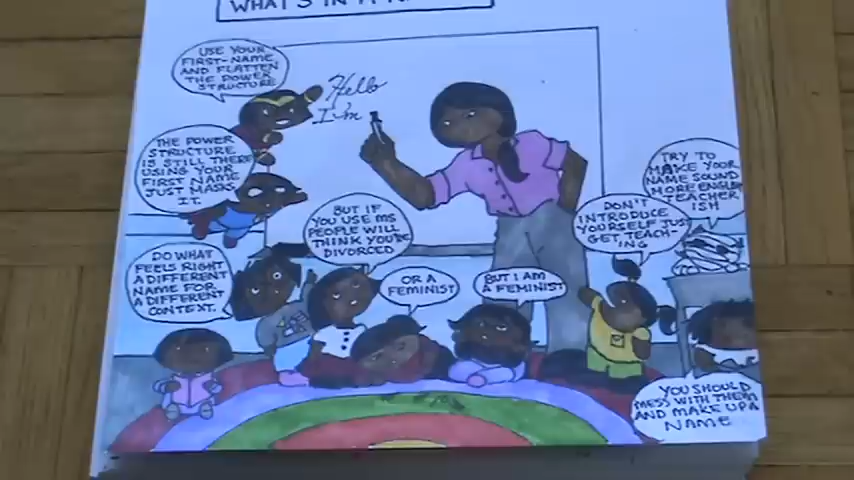 WHAT'S IN A
USE YOUR
FIRST-NAME
AND FLATTEN
THE POWER
STRUCTURE
Hello
I'm
THE POWER
STRUCTURE
IS STILL THERE
USING YOUR
FIRST NAME
JUST MASKS
IT.
TRY TO
MAKE YOUR
NAME SOUND
MORE ENGLISH
TEACHER
ISH
DON'T
INTRODUCE
YOURSELF JUST
GET TEACH-
ING
BUT IF
YOU USE MS
PEOPLE WILL
THINK YOU'RE
DIVORCED
DO WHAT
FEELS RIGHT
A DIFFERENT
NAME FOR
A DIFFERENT
CONTEXT.
OR A
FEMINIST
BUT I AM
A FEMINIST
YOU SHOULD
MESS WITH THEM
AND MAKE UP A
NAME